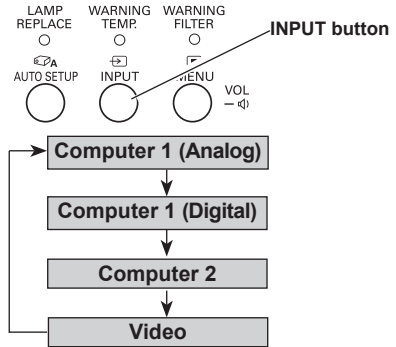 LAMP REPLACE
WARNING TEMP.
WARNING FILTER
INPUT button
A
AUTO SETUP
INPUT
MENU
VOL
–
Computer 1 (Analog)
Computer 1 (Digital)
Computer 2
Video